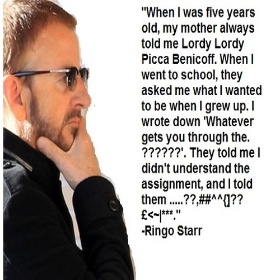 "When I was five years
old, my mother always
told me Lordy Lordy
Picca Benicoff. When I
went to school, they
asked me what I wanted
to be when I grew up. I
wrote down 'Whatever
gets you through the.
??????'. They told me I
didn't understand the
assignment, and I told
them .....??,##^^{]??
£<~|***."
-Ringo Starr